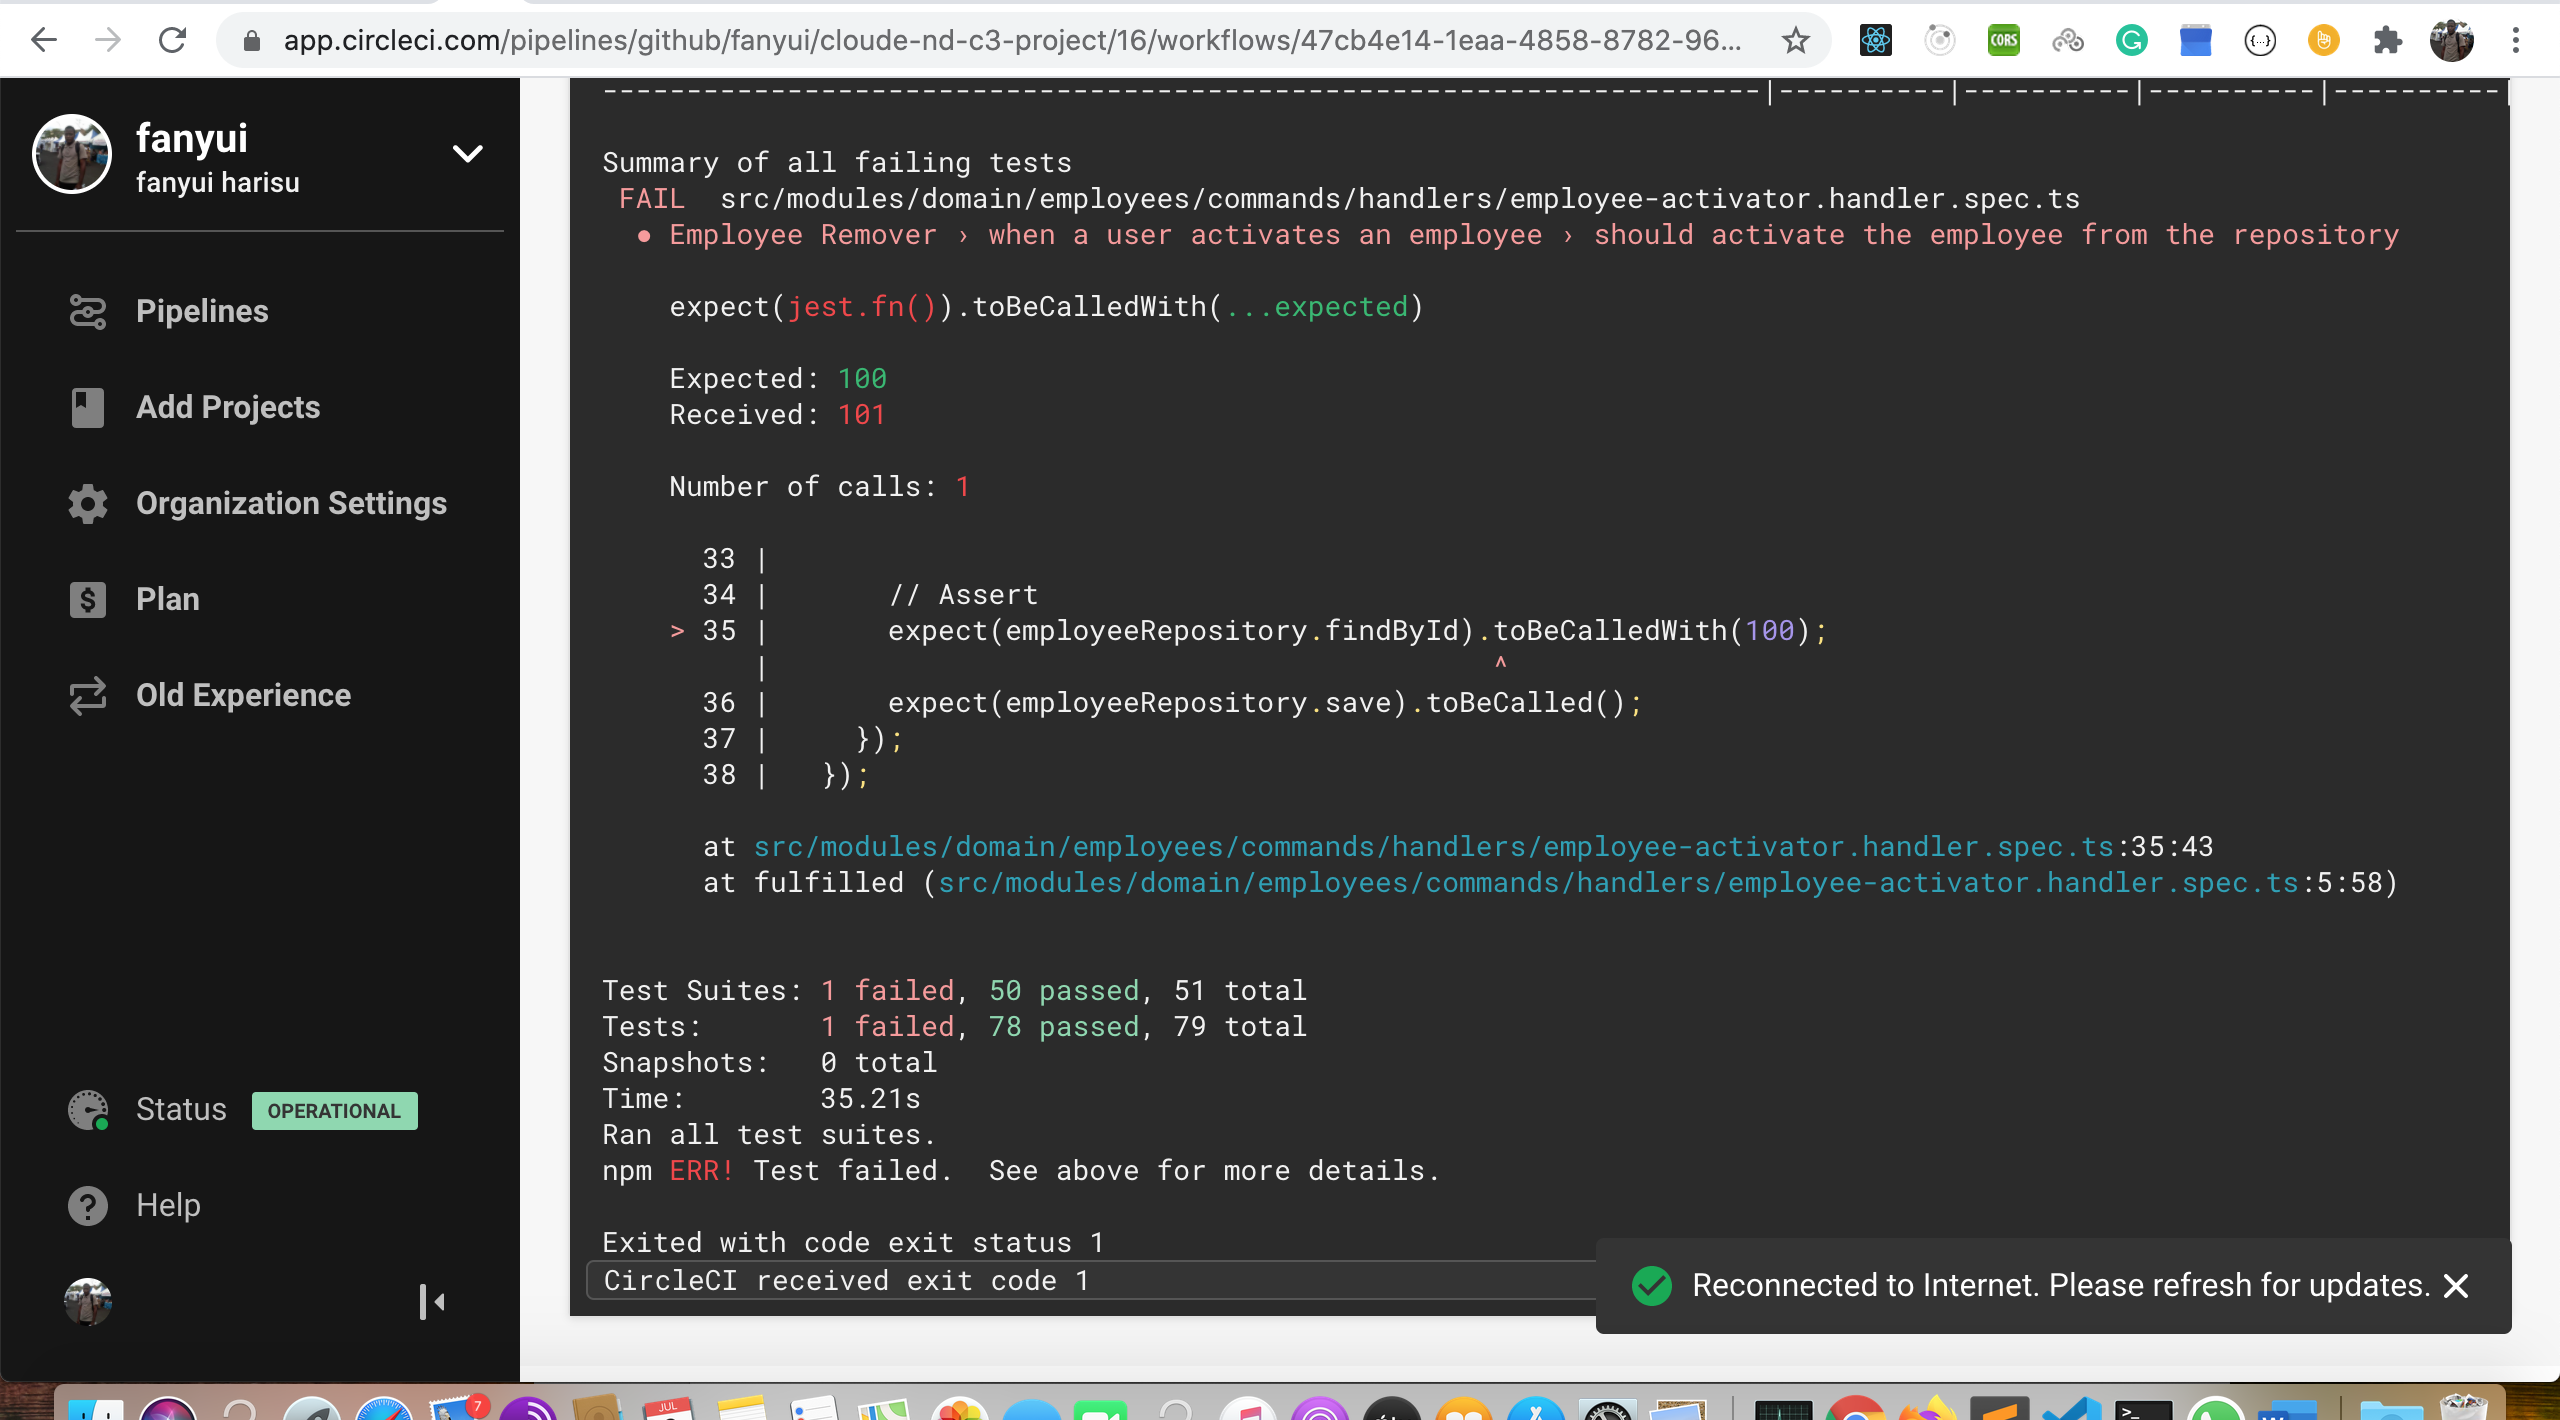 app.circleci.com/pipelines/github/fanyui/cloude-nd-c3-project/16/workflows/47cb4e14-1eaa-4858-8782-96...
CORS
{...}
fanyui
fanyui harisu
Pipelines
Add Projects
Organization Settings
Plan
Old Experience
Status OPERATIONAL
Help
---------------------------------------------------------------------|----------|----------|----------|----------|
Summary of all failing tests
FAIL src/modules/domain/employees/commands/handlers/employee-activator.handler.spec.ts
● Employee Remover › when a user activates an employee › should activate the employee from the repository
expect(jest.fn()).toBeCalledWith(...expected)
Expected: 100
Received: 101
Number of calls: 1
33 |
34 | // Assert
> 35 | expect(employeeRepository.findById).toBeCalledWith(100);
| ^
36 | expect(employeeRepository.save).toBeCalled();
37 | });
38 | });
at src/modules/domain/employees/commands/handlers/employee-activator.handler.spec.ts:35:43
at fulfilled (src/modules/domain/employees/commands/handlers/employee-activator.handler.spec.ts:5:58)
Test Suites: 1 failed, 50 passed, 51 total
Tests: 1 failed, 78 passed, 79 total
Snapshots: 0 total
Time: 35.21s
Ran all test suites.
npm ERR! Test failed. See above for more details.
Exited with code exit status 1
CircleCI received exit code 1
Reconnected to Internet. Please refresh for updates.
7
JUL